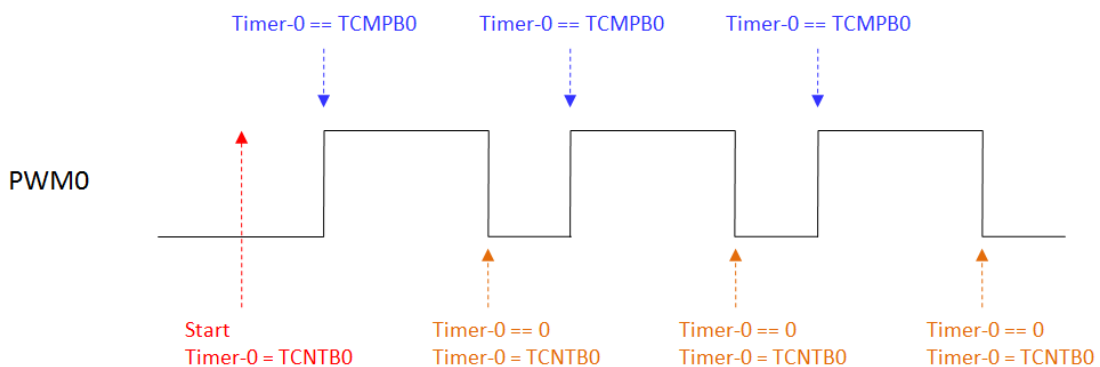 Timer-0 == TCMPB0 Timer-0 == TCMPB0 Timer-0 == TCMPB0
PWM0
Start
Timer-0 = TCNTB0
Timer-0 == 0
Timer-0 = TCNTB0
Timer-0 == 0
Timer-0 = TCNTB0
Timer-0 == 0
Timer-0 = TCNTB0